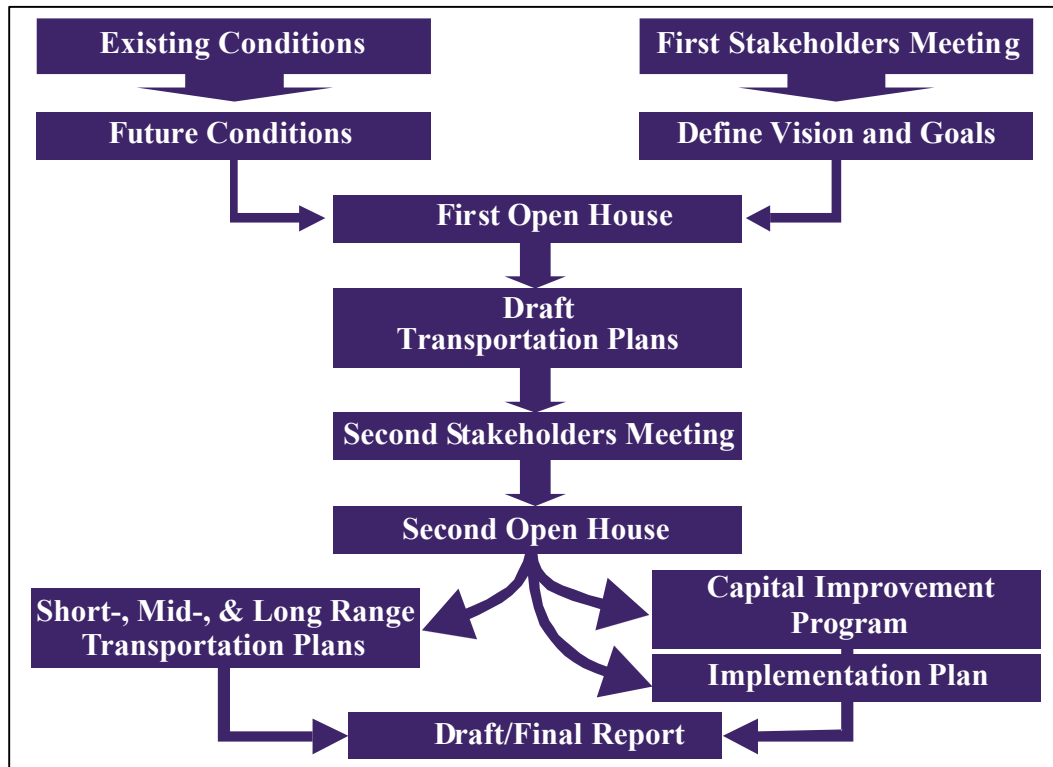 Existing Conditions
First Stakeholders Meeting
Future Conditions
Define Vision and Goals
First Open House
Draft
Transportation Plans
Second Stakeholders Meeting
Second Open House
Short-, Mid-, & Long Range
Transportation Plans
Capital Improvement
Program
Implementation Plan
Draft/Final Report